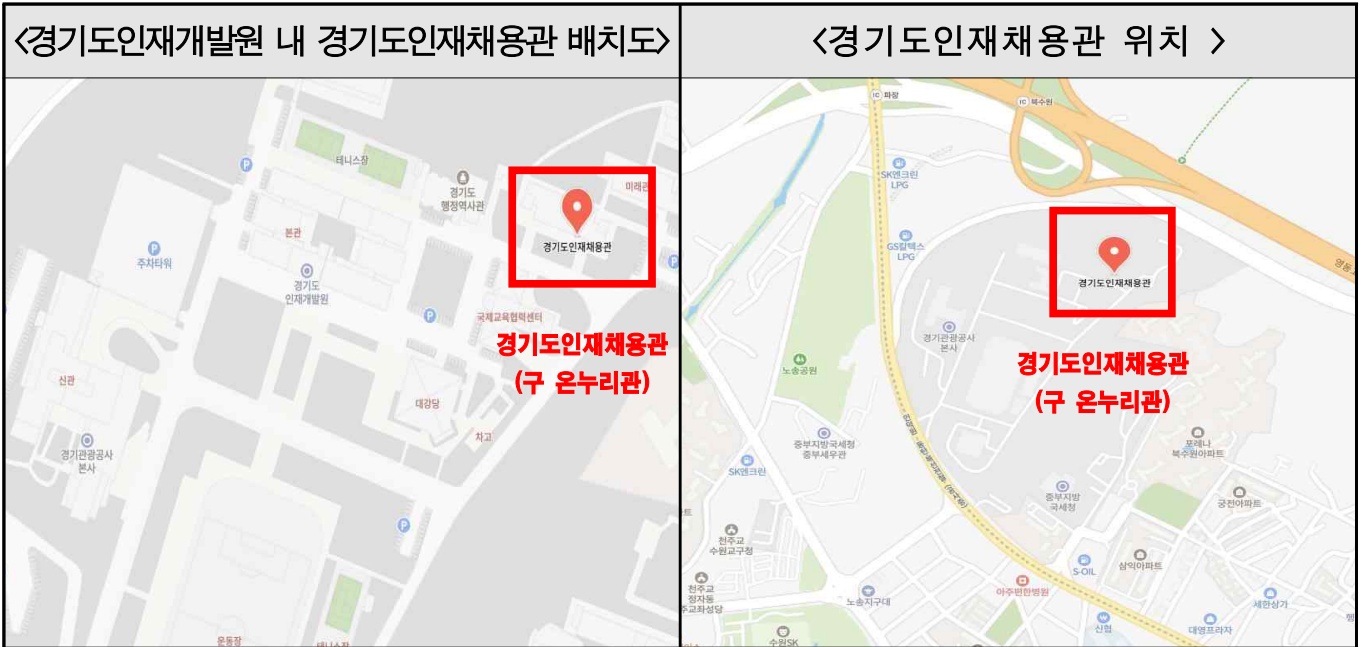 <경기도인재개발원 내 경기도인재채용관 배치도>
테니스장
경기도
행정역사관
미래관
경기도인재채용관
본관
주차타워
경기도
인재개발원
국제교육협력센터
경기도인재채용관
(구 온누리관)
신관
대강당
차고
경기관광공사
본사
운동장
테니스장
<경기도인재채용관 위치 >
IC 파장
IC 북수원
SK엔크린
LPG
GS칼텍스
LPG
경기도인재채용관
경기관광공사
본사
노송공원
경기도인재채용관
(구 온누리관)
중부지방국세청
중부세우관
SK엔크린
포레나
북수원아파트
중부지방
국세청
궁전아파트
천주교
수원교구청
S-OIL
삼익아파트
천주교
정자동
주교좌성당
노송지구대
아주편한병원
세한상가
신협
대영프라자
수원SK